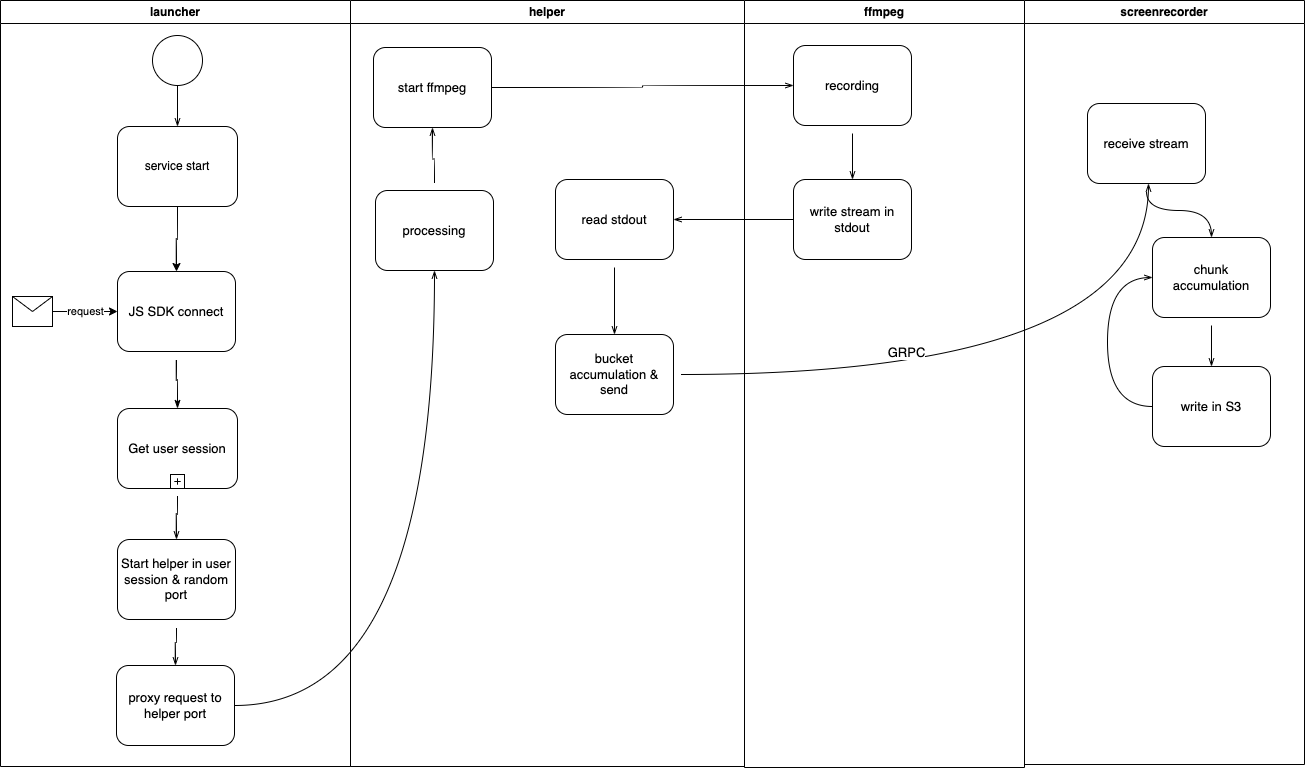 launcher
helper
ffmpeg
screenrecorder
service start
request
JS SDK connect
Get user session
+
Start helper in user
session & random
port
proxy request to
helper port
start ffmpeg
processing
read stdout
bucket
accumulation &
send
GRPC
recording
write stream in
stdout
receive stream
chunk
accumulation
write in S3